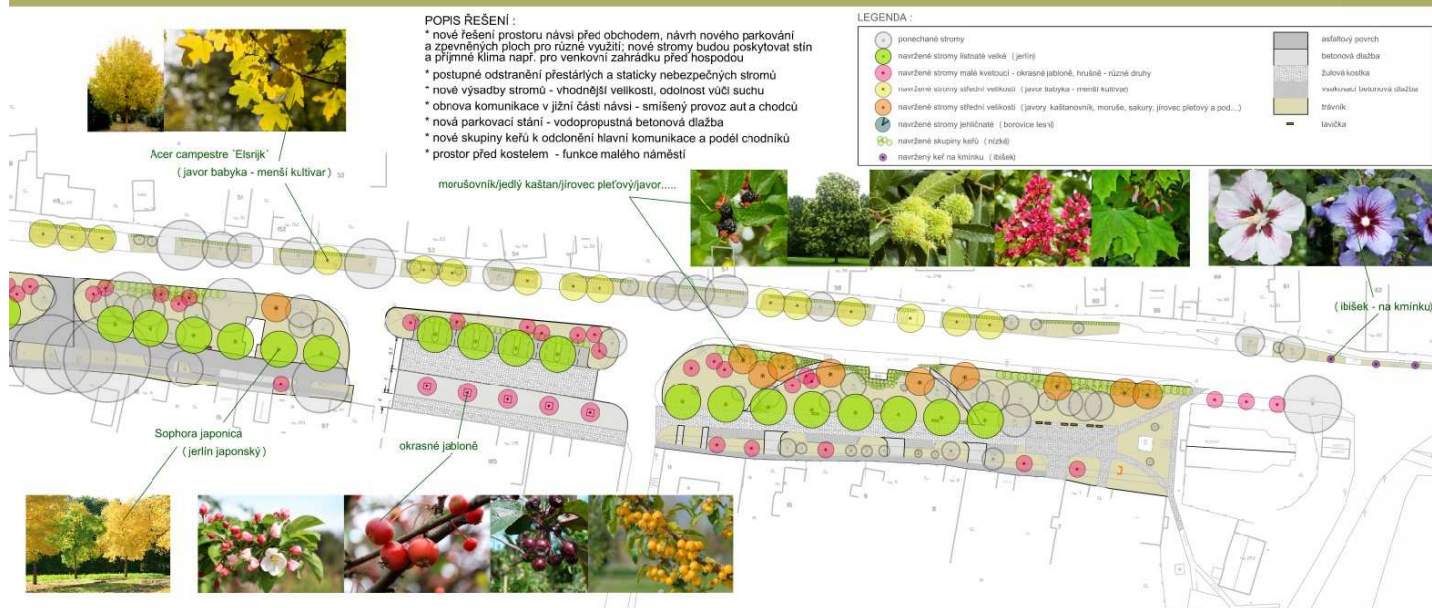 POPIS ŘEŠENÍ :
* nové řešení prostoru návsi před obchodem, návrh nového parkování
a zpevněných ploch pro různé využití; nové stromy budou poskytovat stín
a příjmné klima např. pro venkovní zahrádku před hospodou
* postupné odstranění přestárlých a staticky nebezpečných stromů
* nové výsadby stromů - vhodnější velikosti, odolnost vůči suchu
* obnova komunikace v jižní části návsi - smíšený provoz aut a chodců
* nová parkovací stání - vodopropustná betonová dlažba
* nové skupiny keřů k odclonění hlavní komunikace a podél chodníků
* prostor před kostelem - funkce malého náměstí
LEGENDA :
ponechané stromy
navržené stromy listnaté velké ( jerlín)
navržené stromy malé kvetoucí - okrasné jabloně, hrušně - různé druhy
navržené stromy střední velikosti ( javor babyka - menší kultivar)
navržené stromy střední velikosti ( javory kaštanovník, moruše, sakury, jírovec pleťový a pod....)
navržené stromy jehličnaté ( borovice lesní)
navržené skupiny keřů ( nízké)
navržený keř na kmínku ( ibišek)
asfaltový povrch
betonová dlažba
žulová kostka
vsakovací betonová dlažba
trávník
lavička
Acer campestre ´Elsrijk´
( javor babyka - menší kultivar)
morušovník/jedlý kaštan/jírovec pleťový/javor.....
( ibišek - na kmínku)
Sophora japonica
( jerlín japonský)
okrasné jabloně